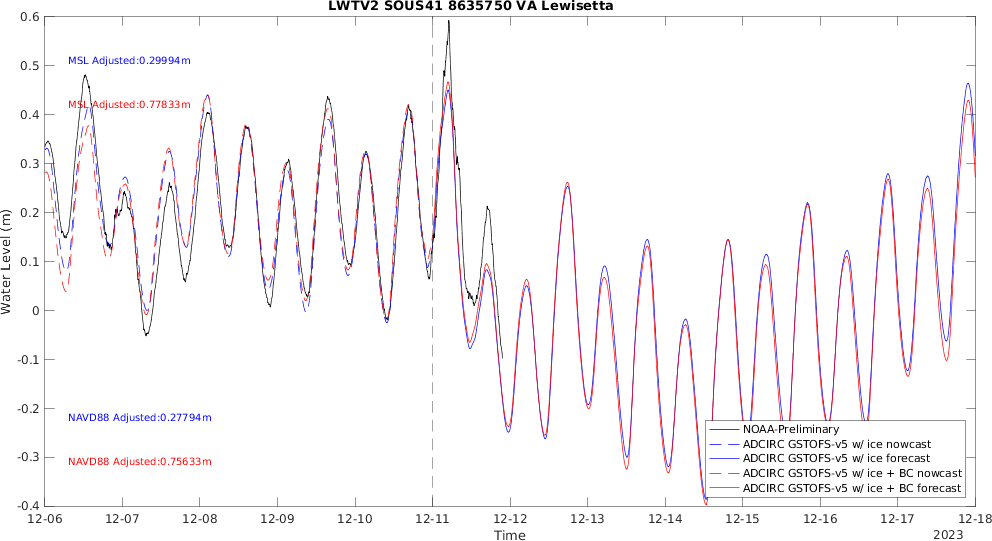 LWTV2 SOUS41 8635750 VA Lewisetta
0.6
0.5
0.4
0.3
0.2
0.1
0
-0.1
-0.2
-0.3
-0.4
Water Level (m)
MSL Adjusted:0.29994m
MSL Adjusted:0.77833m
NAVD88 Adjusted:0.27794m
NAVD88 Adjusted:0.75633m
NOAA-Preliminary
ADCIRC GSTOFS-v5 w/ ice nowcast
ADCIRC GSTOFS-v5 w/ ice forecast
ADCIRC GSTOFS-v5 w/ ice + BC nowcast
ADCIRC GSTOFS-v5 w/ ice + BC forecast
12-06 12-07 12-08 12-09 12-10 12-11 12-12 12-13 12-14 12-15 12-16 12-17 12-18
Time
2023